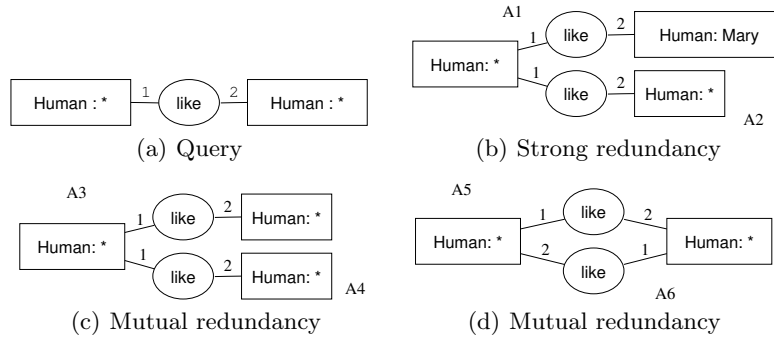 Human : * 1 like 2 Human : *
(a) Query
A1
1 like 2 Human: Mary
Human: *
1 like 2 Human: *
A2
(b) Strong redundancy
A3
1 like 2 Human: *
Human: *
1 like 2 Human: *
A4
(c) Mutual redundancy
A5
1 like 2
Human: * Human: *
2 like 1
A6
(d) Mutual redundancy